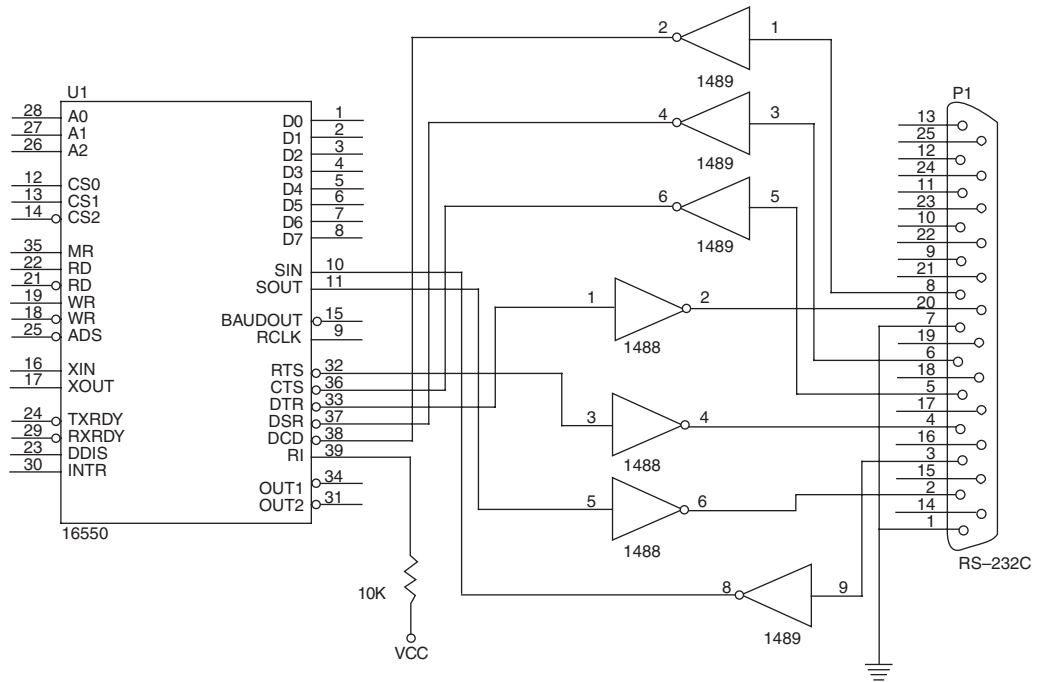 U1
28 A0
27 A1
26 A2
12 CS0
13 CS1
14 CS2
35 MR
22 RD
21 RD
19 WR
18 WR
25 ADS
16 XIN
17 XOUT
24 TXRDY
29 RXRDY
23 DDIS
30 INTR
D0 1
D1 2
D2 3
D3 4
D4 5
D5 6
D6 7
D7 8
SIN 10
SOUT 11
BAUDOUT 15
RCLK 9
RTS 32
CTS 36
DTR 33
DSR 37
DCD 38
RI 39
OUT1 34
OUT2 31
16550
10K
VCC
2 1
1489
4 3
1489
6 5
1489
1 2
1488
3 4
1488
5 6
1488
8 9
1489
P1
13
25
12
24
11
23
10
22
9
21
8
20
7
19
6
18
5
17
4
16
3
15
2
14
1
RS–232C